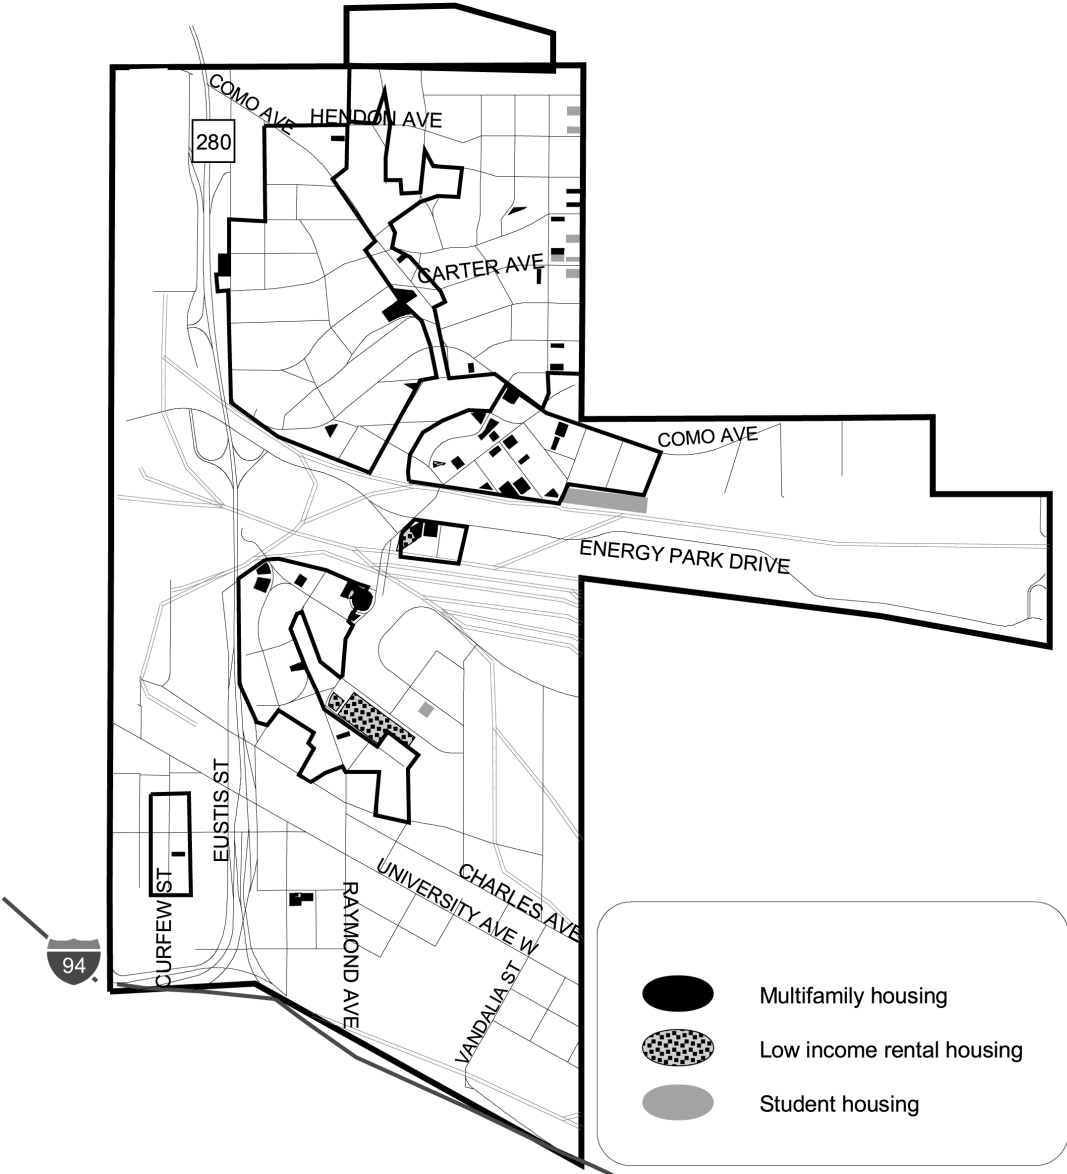 COMO AVE
HENDON AVE
280
CARTER AVE
COMO AVE
ENERGY PARK DRIVE
EUSTIS ST
CURFEW ST
UNIVERSITY AVE W
CHARLES AVE
RAYMOND AVE
VANDALIA ST
94
Multifamily housing
Low income rental housing
Student housing